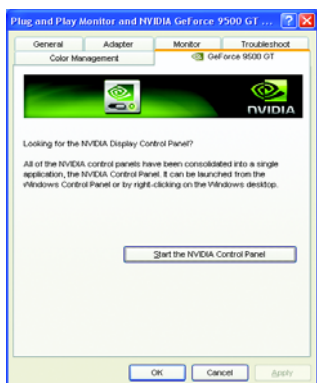 Plug and Play Monitor and NVIDIA GeForce 9500 GT ...
General Adapter Monitor Troubleshoot
Color Management GeForce 9500 GT
NVIDIA
Looking for the NVIDIA Display Control Panel?
All of the NVIDIA control panels have been consolidated into a single
application, the NVIDIA Control Panel. It can be launched from the
Windows Control Panel or by right-clicking on the Windows desktop.
Start the NVIDIA Control Panel
OK Cancel Apply